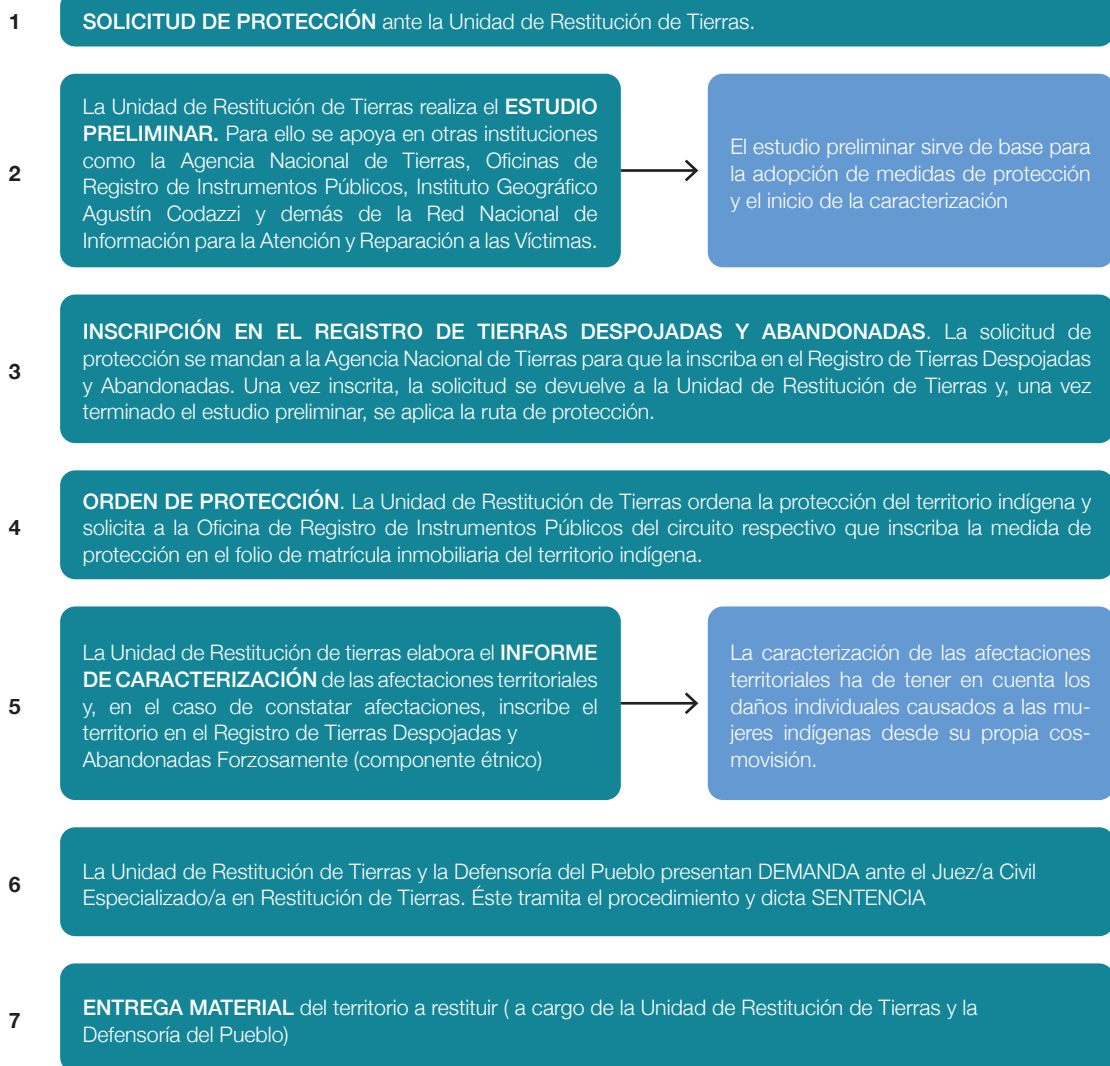 1
SOLICITUD DE PROTECCIÓN ante la Unidad de Restitución de Tierras.
2
La Unidad de Restitución de Tierras realiza el ESTUDIO
PRELIMINAR. Para ello se apoya en otras instituciones
como la Agencia Nacional de Tierras, Oficinas de
Registro de Instrumentos Públicos, Instituto Geográfico
Agustín Codazzi y demás de la Red Nacional de
Información para la Atención y Reparación a las Víctimas.
El estudio preliminar sirve de base para
la adopción de medidas de protección
y el inicio de la caracterización
3
INSCRIPCIÓN EN EL REGISTRO DE TIERRAS DESPOJADAS Y ABANDONADAS. La solicitud de
protección se mandan a la Agencia Nacional de Tierras para que la inscriba en el Registro de Tierras Despojadas
y Abandonadas. Una vez inscrita, la solicitud se devuelve a la Unidad de Restitución de Tierras y, una vez
terminado el estudio preliminar, se aplica la ruta de protección.
4
ORDEN DE PROTECCIÓN. La Unidad de Restitución de Tierras ordena la protección del territorio indígena y
solicita a la Oficina de Registro de Instrumentos Públicos del circuito respectivo que inscriba la medida de
protección en el folio de matrícula inmobiliaria del territorio indígena.
5
La Unidad de Restitución de tierras elabora el INFORME
DE CARACTERIZACIÓN de las afectaciones territoriales
y, en el caso de constatar afectaciones, inscribe el
territorio en el Registro de Tierras Despojadas y
Abandonadas Forzosamente (componente étnico)
La caracterización de las afectaciones
territoriales ha de tener en cuenta los
daños individuales causados a las mu-
jeres indígenas desde su propia cos-
movisión.
6
La Unidad de Restitución de Tierras y la Defensoría del Pueblo presentan DEMANDA ante el Juez/a Civil
Especializado/a en Restitución de Tierras. Éste tramita el procedimiento y dicta SENTENCIA
7
ENTREGA MATERIAL del territorio a restituir ( a cargo de la Unidad de Restitución de Tierras y la
Defensoría del Pueblo)